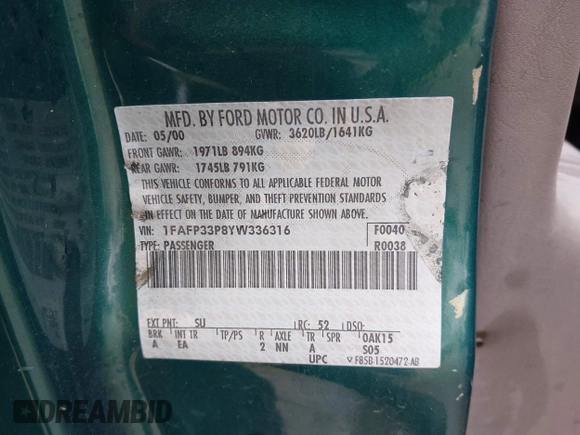 MFD. BY FORD MOTOR CO. IN U.S.A.
DATE: 05/00 GVWR: 3620LB/1641KG
FRONT GAWR: 1971LB 894KG
REAR GAWR: 1745LB 791KG
THIS VEHICLE CONFORMS TO ALL APPLICABLE FEDERAL MOTOR
VEHICLE SAFETY, BUMPER, AND THEFT PREVENTION STANDARDS
IN EFFECT ON THE DATE OF MANUFACTURE SHOWN ABOVE.
VIN: 1FAFP33P8YW336316 F0040
TYPE: PASSENGER R0038
EXT PNT: SU RC: 52 DSO:
BRK INT TR TP/PS R AXLE TR SPR 0AK15
A EA 2 NN A S05
UPC F85B-1520472-AB
DREAMBID